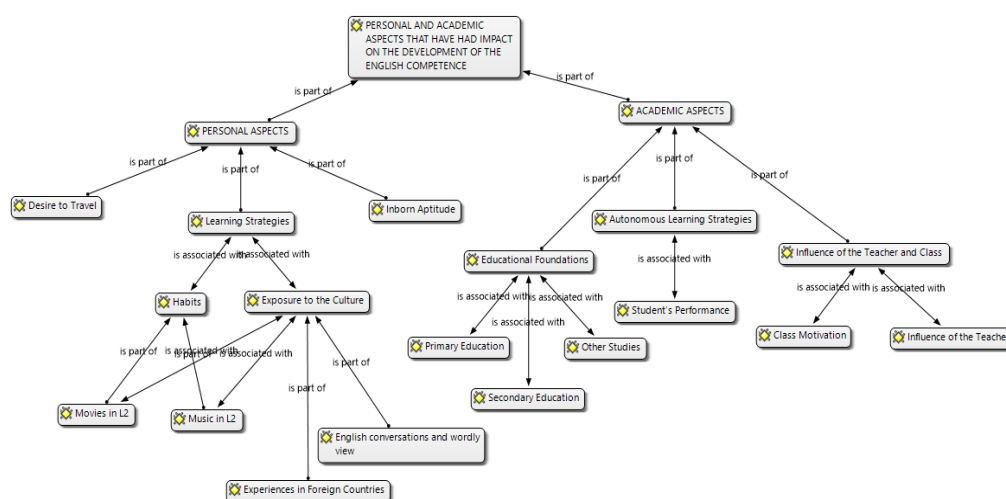 PERSONAL AND ACADEMIC
ASPECTS THAT HAVE HAD IMPACT
ON THE DEVELOPMENT OF THE
ENGLISH COMPETENCE
is part of
is part of
ACADEMIC ASPECTS
PERSONAL ASPECTS
is part of
is part of
is part of
is part of
is part of
is part of
Desire to Travel
Learning Strategies
Inborn Aptitude
Autonomous Learning Strategies
is associated with
is associated with
Educational Foundations
is associated with
Influence of the Teacher and Class
Habits
Exposure to the Culture
is associated with
is associated with
is associated with
is associated with
is associated with
Student's Performance
Class Motivation
Influence of the Teacher
is part of
is part of
is associated with
is associated with
is part of
is part of
Primary Education
Other Studies
Secondary Education
Movies in L2
Music in L2
English conversations and wordly
view
Experiences in Foreign Countries